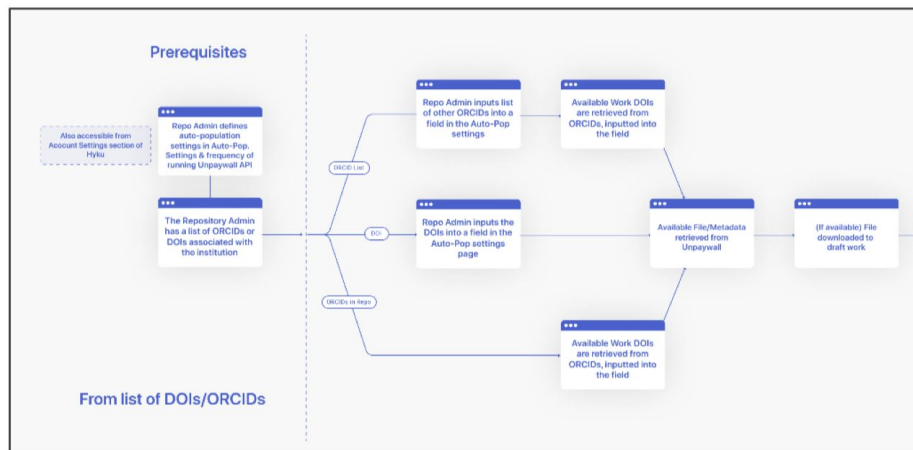 Prerequisites
Also accessible from
Acoount Settings section of
Hyku
Repo Admin defines
auto-population
settings in Auto-Pop.
Settings & frequency of
running Unpaywall API
The Repository Admin
has a list of ORCIDs or
DOIs associated with
the institution
From list of DOIs/ORCIDs
ORCID List
DOI
ORCIDs in Repo
Repo Admin inputs list
of other ORCIDs into a
field in the Auto-Pop
settings
Available Work DOIs
are retrieved from
ORCIDs, inputted into
the field
Repo Admin inputs the
DOIs into a field in the
Auto-Pop settings
page
Available File/Metadata
retrieved from
Unpaywall
(If available) File
downloaded to
draft work
Available Work DOIs
are retrieved from
ORCIDs, inputted into
the field